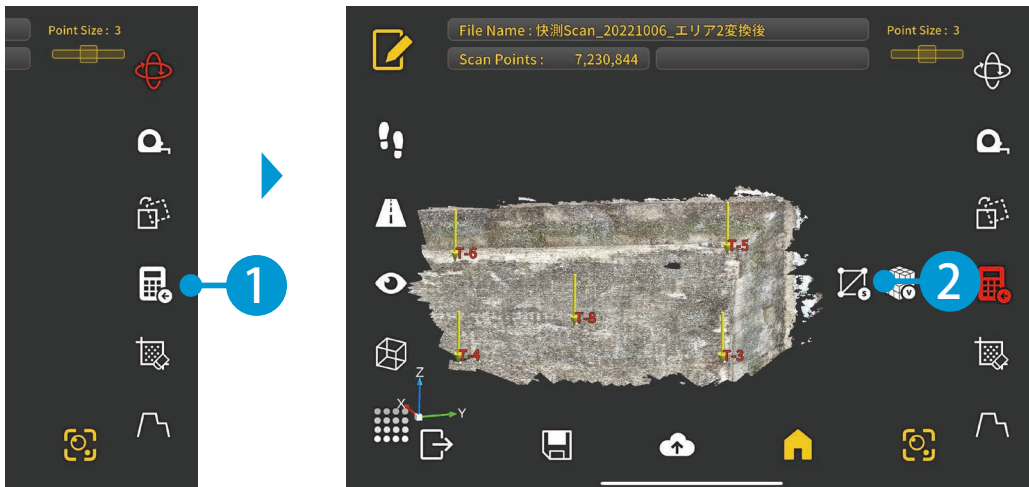 Point Size : 3
1
File Name : 快測Scan_20221006_エリア2変換後
Scan Points : 7,230,844
Point Size : 3
T-6
T-5
T-8
T-4
T-3
S
V
2
Z
X
Y